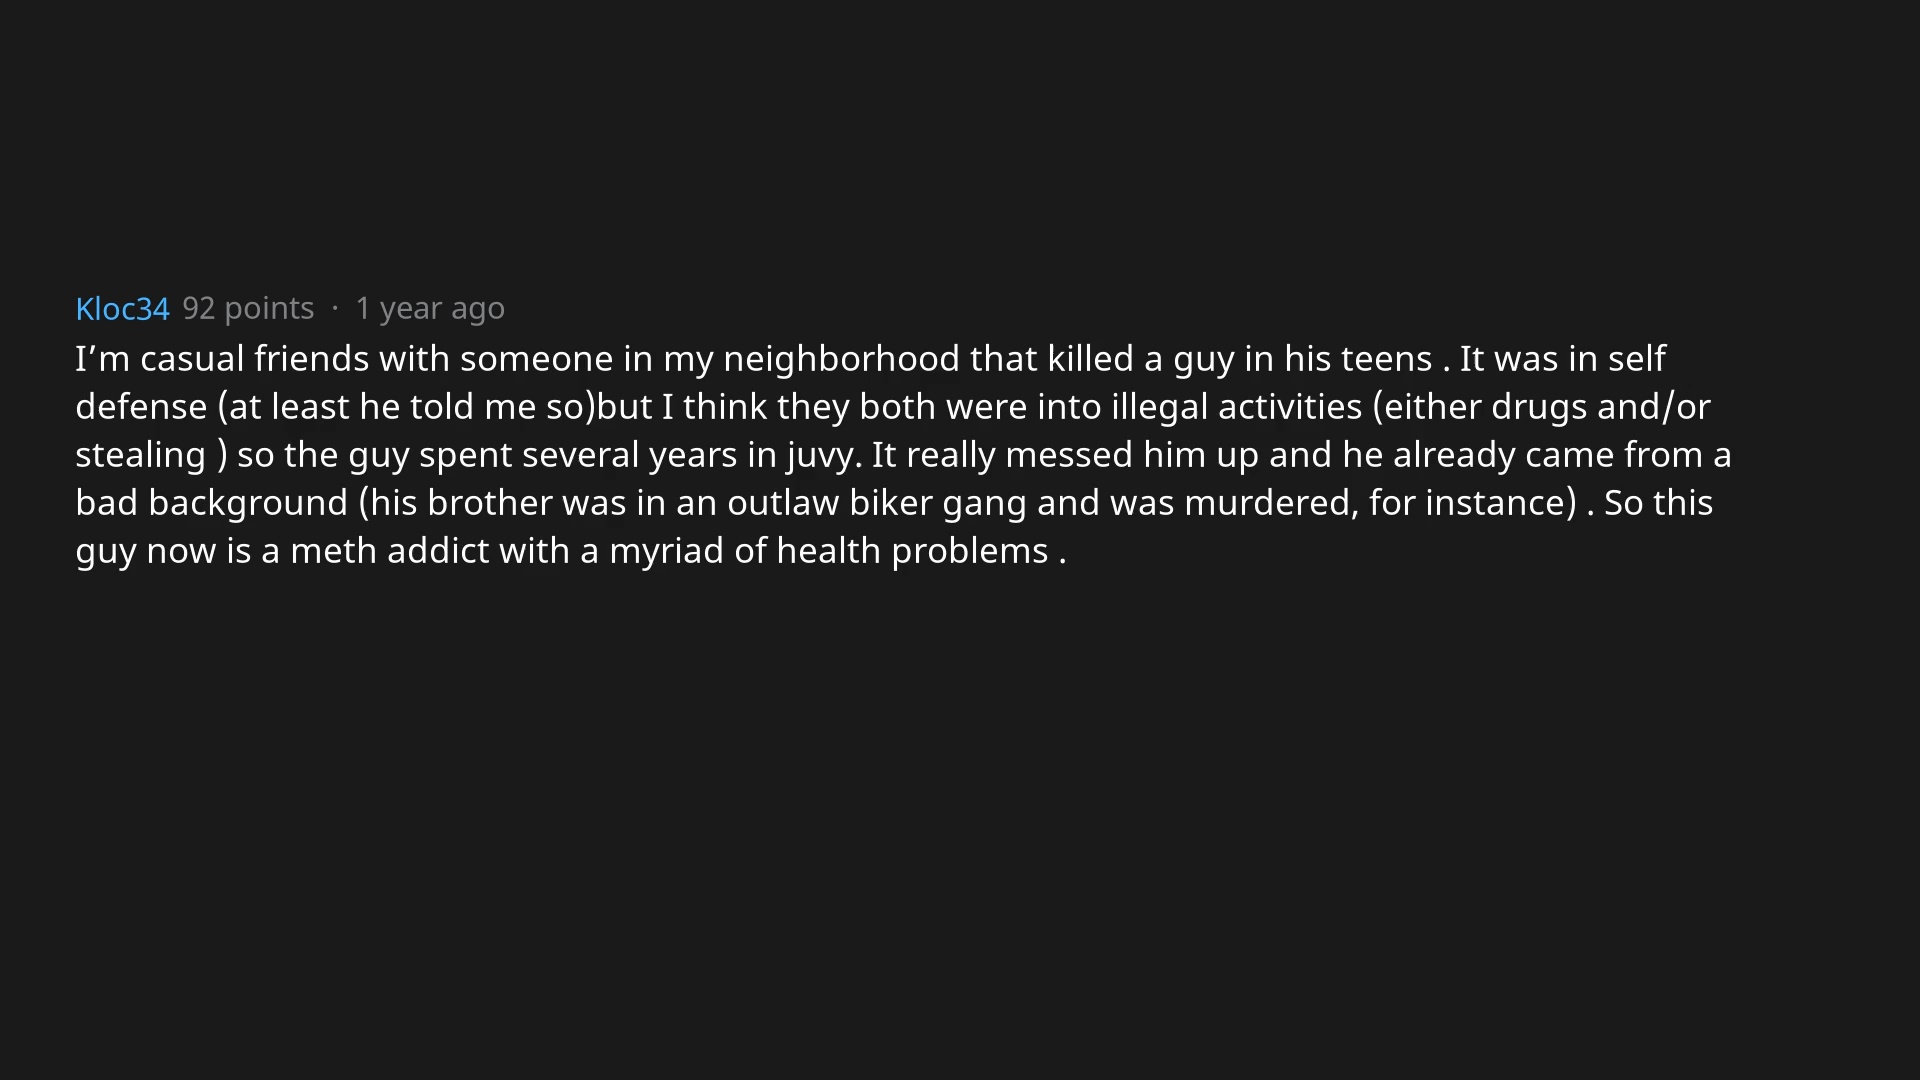 Kloc34 92 points · 1 year ago
I’m casual friends with someone in my neighborhood that killed a guy in his teens . It was in self
defense (at least he told me so)but I think they both were into illegal activities (either drugs and/or
stealing ) so the guy spent several years in juvy. It really messed him up and he already came from a
bad background (his brother was in an outlaw biker gang and was murdered, for instance) . So this
guy now is a meth addict with a myriad of health problems .